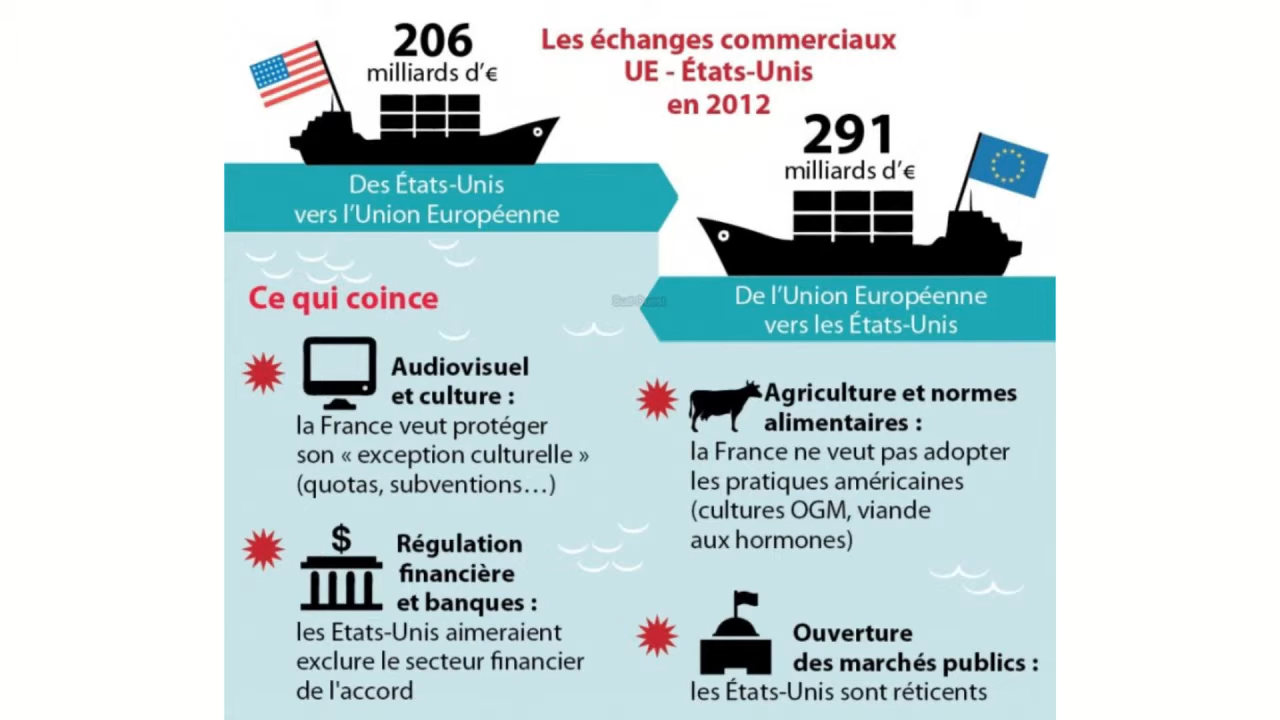 206
milliards d'€
Les échanges commerciaux
UE - États-Unis
en 2012
291
milliards d'€
Des États-Unis
vers l'Union Européenne
De l'Union Européenne
vers les États-Unis
Ce qui coince
Audiovisuel
et culture :
la France veut protéger
son « exception culturelle »
(quotas, subventions...)
$
Régulation
financière
et banques :
les Etats-Unis aimeraient
exclure le secteur financier
de l'accord
Agriculture et normes
alimentaires :
la France ne veut pas adopter
les pratiques américaines
(cultures OGM, viande
aux hormones)
Ouverture
des marchés publics :
les États-Unis sont réticents